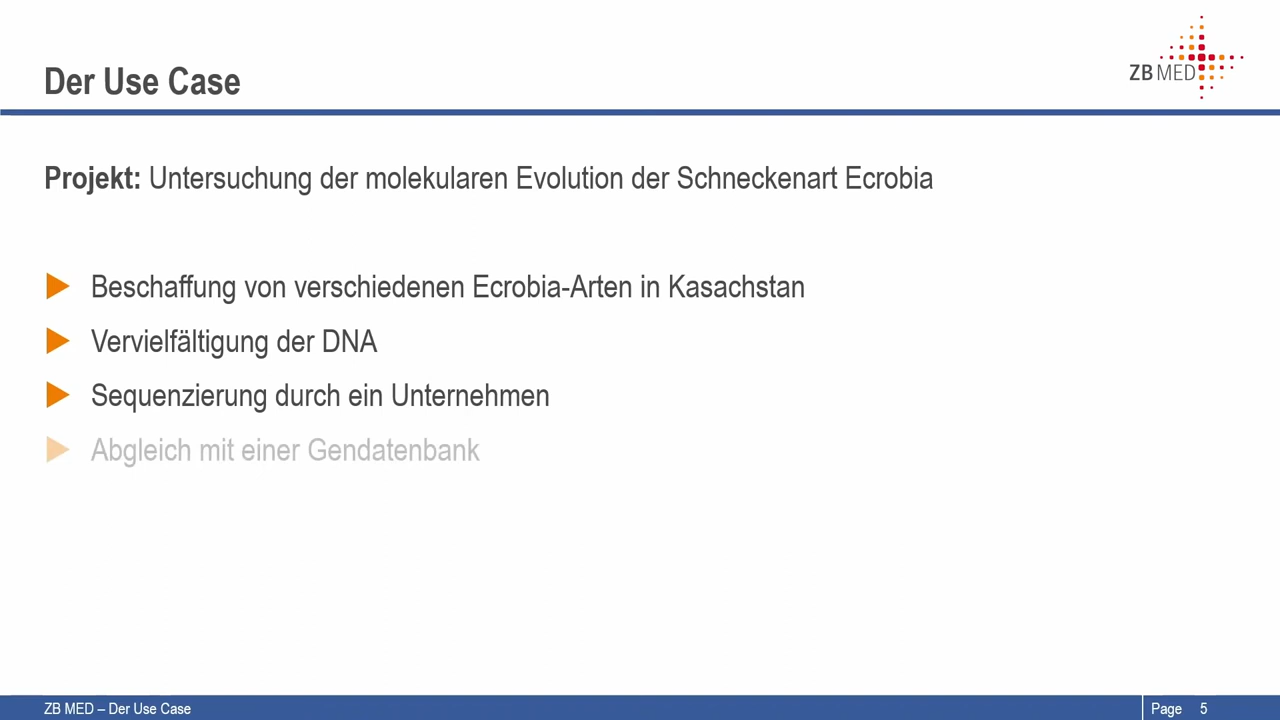 Der Use Case
ZB MED
Projekt: Untersuchung der molekularen Evolution der Schneckenart Ecrobia
Beschaffung von verschiedenen Ecrobia-Arten in Kasachstan
Vervielfältigung der DNA
Sequenzierung durch ein Unternehmen
Abgleich mit einer Gendatenbank
ZB MED – Der Use Case
Page 5